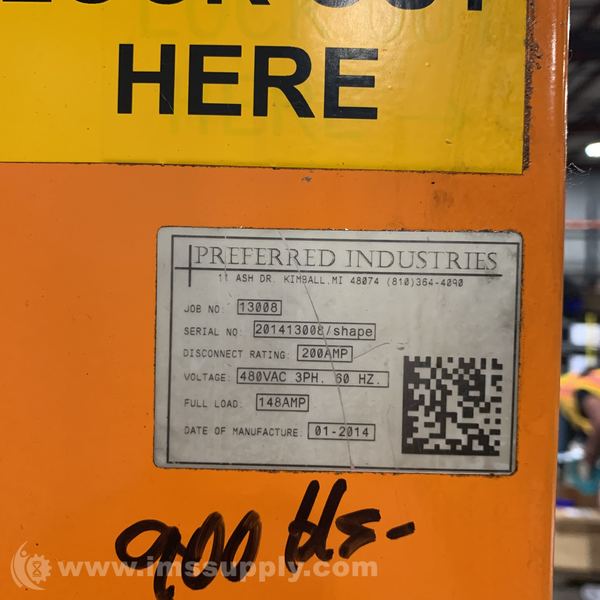 LOCK OUT
HERE
PREFERRED INDUSTRIES
11 ASH DR. KIMBALL,MI 48074 (810)364-4090
JOB NO: 13008
SERIAL NO: 201413008/shape
DISCONNECT RATING: 200AMP
VOLTAGE: 480VAC 3PH. 60 HZ.
FULL LOAD: 148AMP
DATE OF MANUFACTURE: 01-2014
900
www.imssupply.com